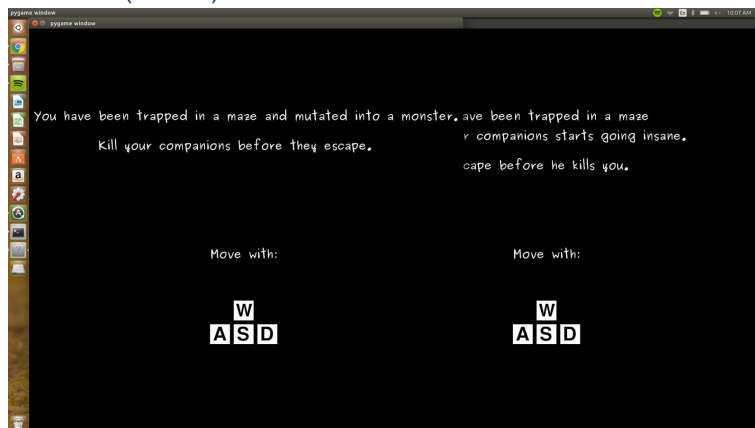 pygame window
En
10:07 AM
pygame window
You have been trapped in a maze and mutated into a monster.
Kill your companions before they escape.
ave been trapped in a maze
r companions starts going insane.
cape before he kills you.
Move with:
W
A S D
Move with:
W
A S D